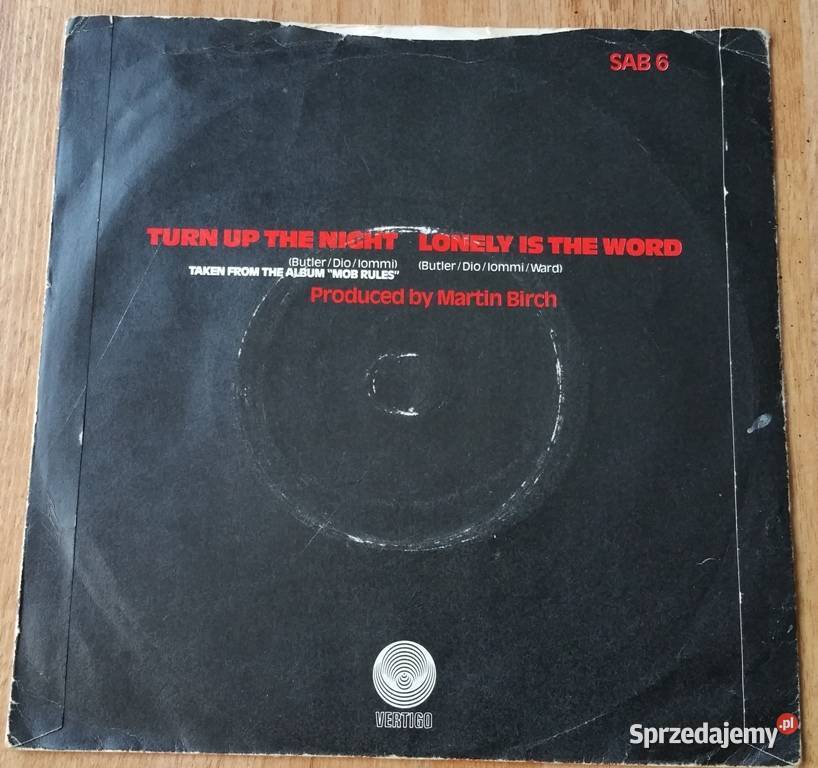 SAB 6
TURN UP THE NIGHT LONELY IS THE WORD
(Butler/Dio/Iommi) (Butler/Dio/Iommi/Ward)
TAKEN FROM THE ALBUM "MOB RULES"
Produced by Martin Birch
VERTIGO
Sprzedajemy.pl